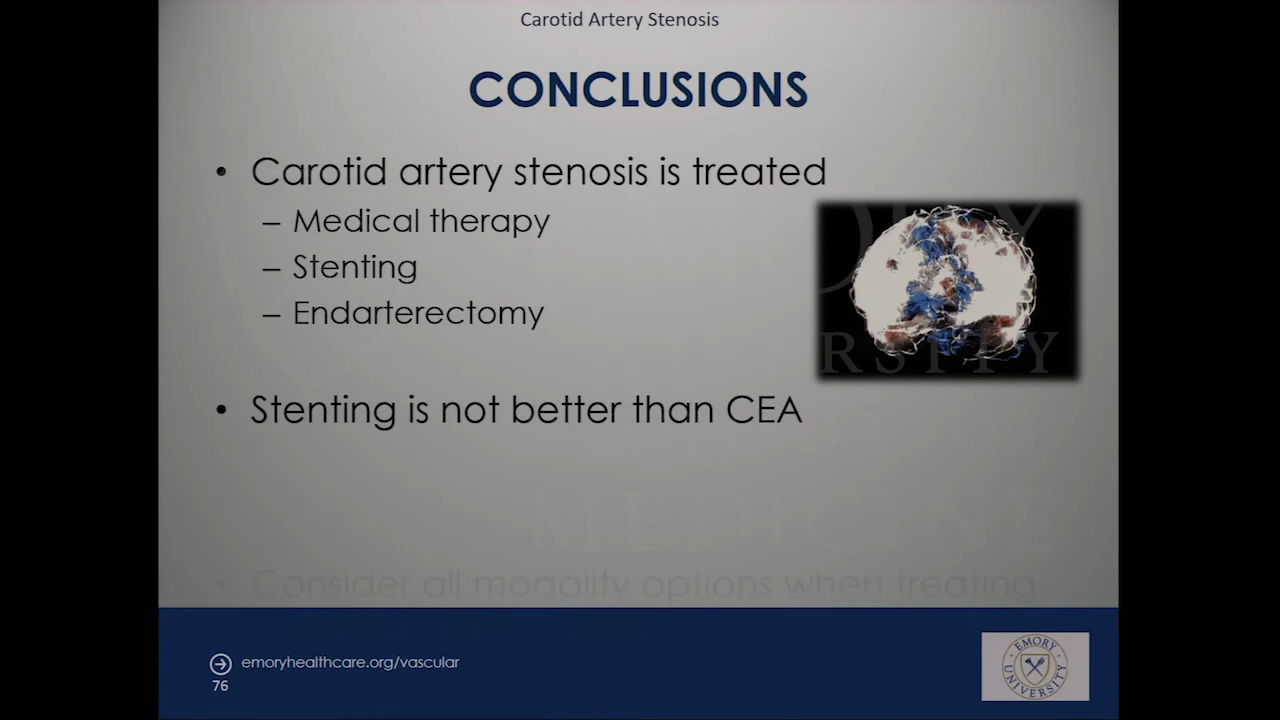 Carotid Artery Stenosis
CONCLUSIONS
• Carotid artery stenosis is treated
– Medical therapy
– Stenting
– Endarterectomy
• Stenting is not better than CEA
MEDICINE
• Consider all modality options when treating
emoryhealthcare.org/vascular
76
EMORY
UNIVERSITY